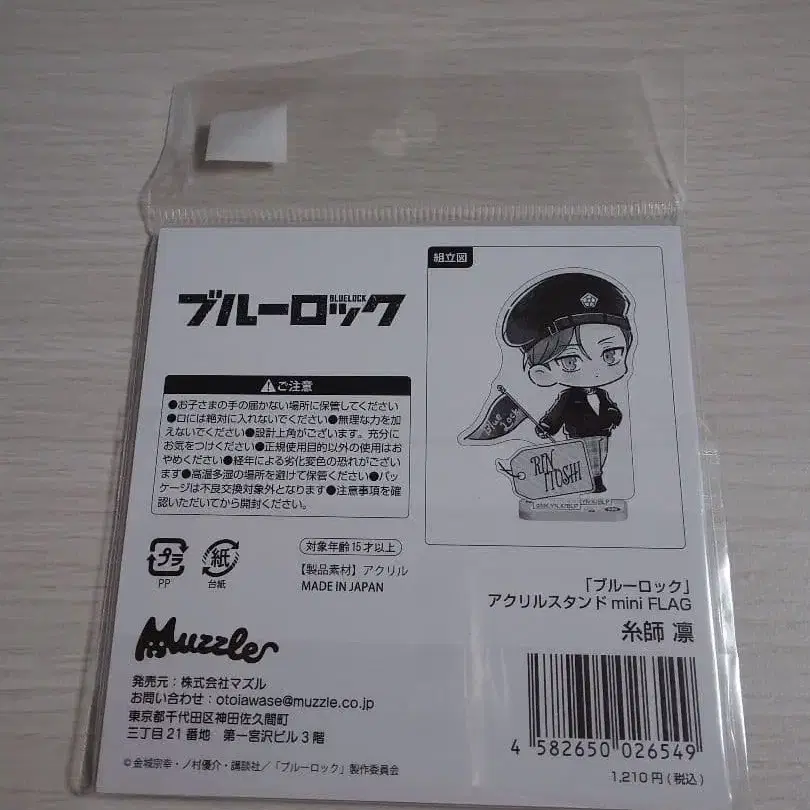 BLUELOCK
ブルーロック
組立図
Blue Lock
RIN
ITOSHI
⚠ご注意
●お子さまの手の届かない場所に保管してください
●口には絶対に入れないでください●無理な力を加
えないでください●設計上角がございます。充分に
お気をつけください●正規使用目的以外の使用はお
やめください●経年による劣化変色の恐れがござい
ます●高温多湿の場所を避けて保管ください●パッ
ケージは不良交換対象外となります●注意事項を確
認いただいてから開封ください。
プラ
PP
紙
台紙
対象年齢15才以上
【製品素材】アクリル
MADE IN JAPAN
「ブルーロック」
アクリルスタンド mini FLAG
糸師 凛
Muzzle
発売元：株式会社マズル
お問い合わせ：otoiawase@muzzle.co.jp
東京都千代田区神田佐久間町
三丁目21番地 第一宮沢ビル3階
©金城宗幸・ノ村優介・講談社／「ブルーロック」製作委員会
4 582650 026549
1,210円（税込）